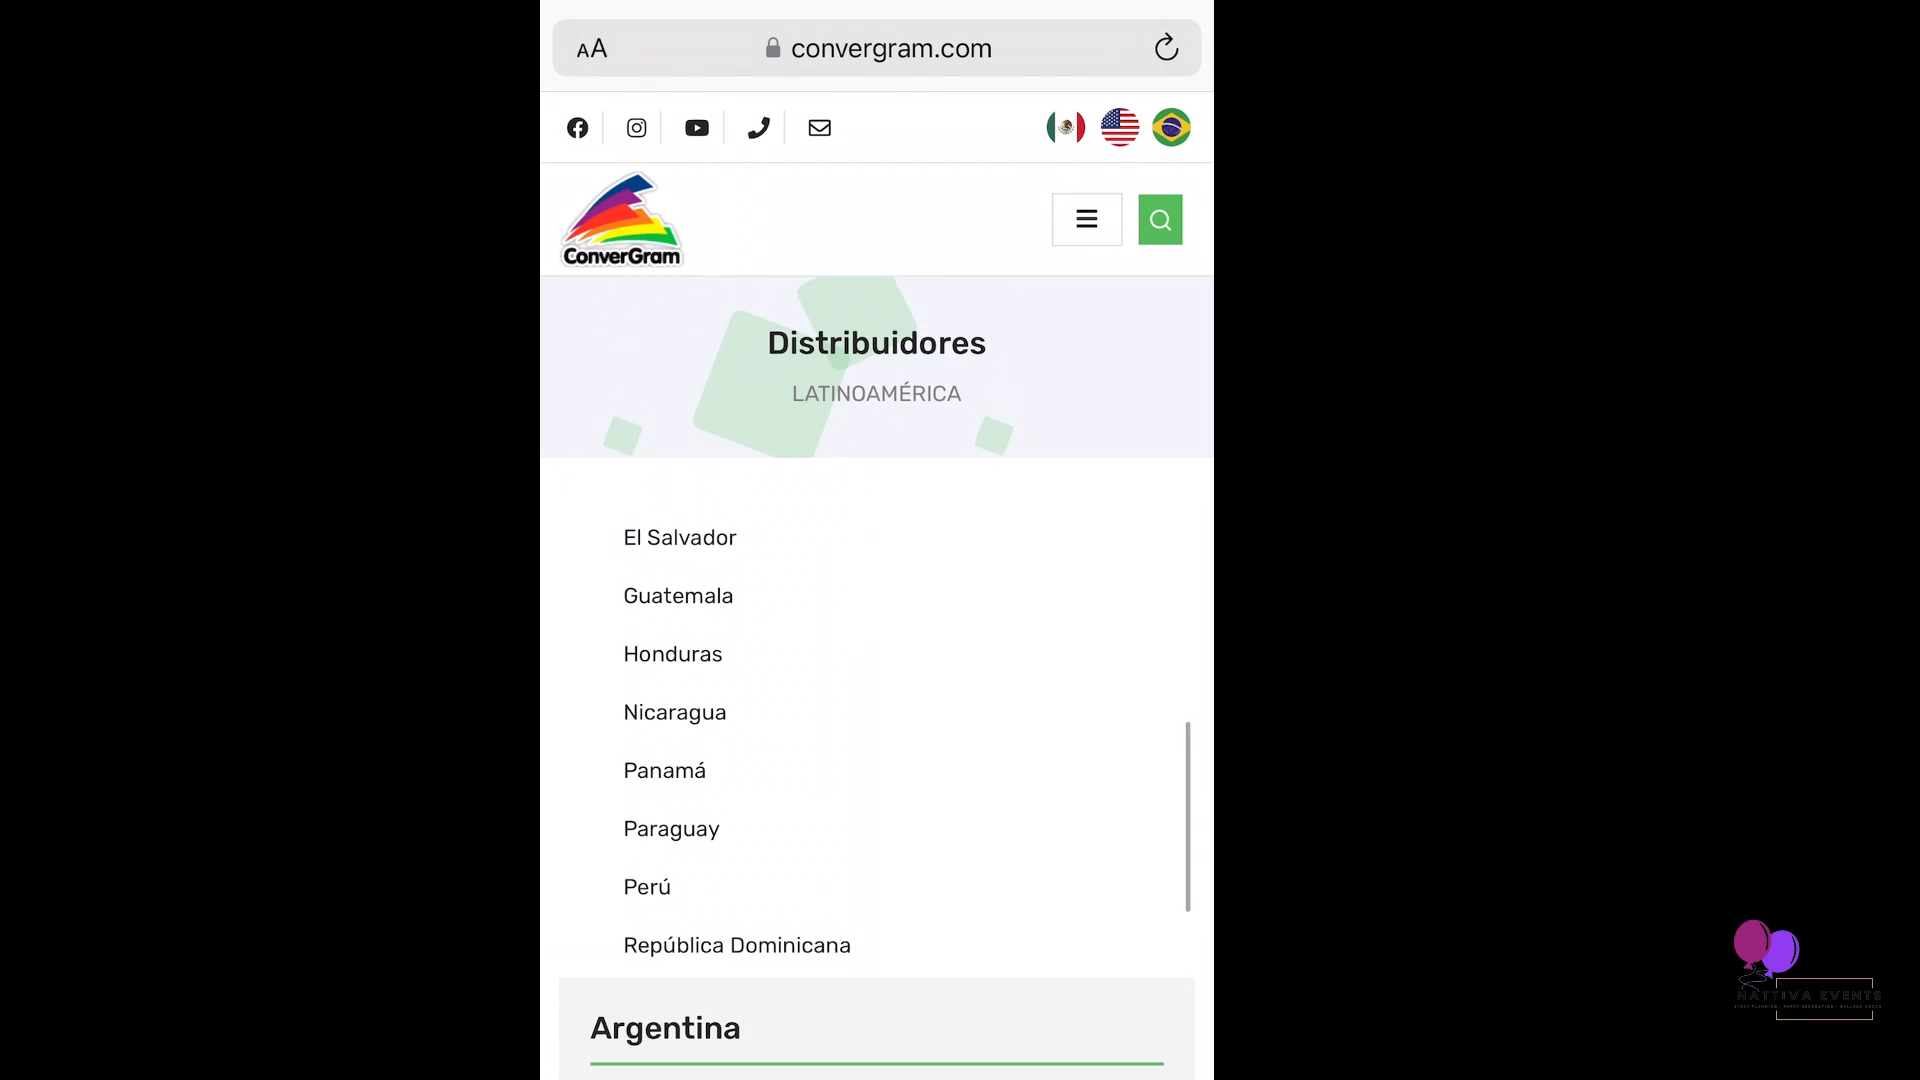 AA
convergram.com
ConverGram
Distribuidores
LATINOAMÉRICA
El Salvador
Guatemala
Honduras
Nicaragua
Panamá
Paraguay
Perú
República Dominicana
Argentina
NATTIVA EVENTS